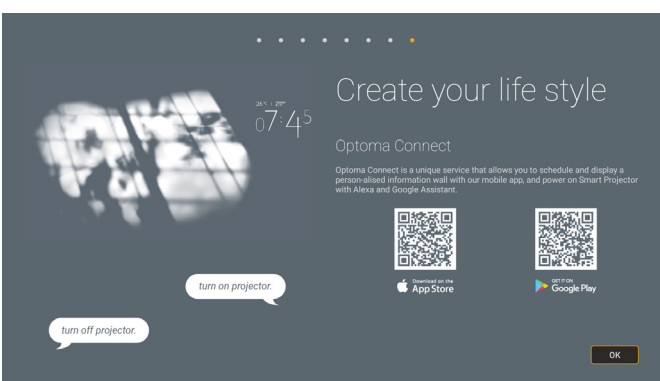 Create your life style
26°C
07:45
Optoma Connect
Optoma Connect is a unique service that allows you to schedule and display a
person-alised information wall with our mobile app, and power on Smart Projector
with Alexa and Google Assistant.
turn on projector.
Download on the
App Store
GET IT ON
Google Play
turn off projector.
OK